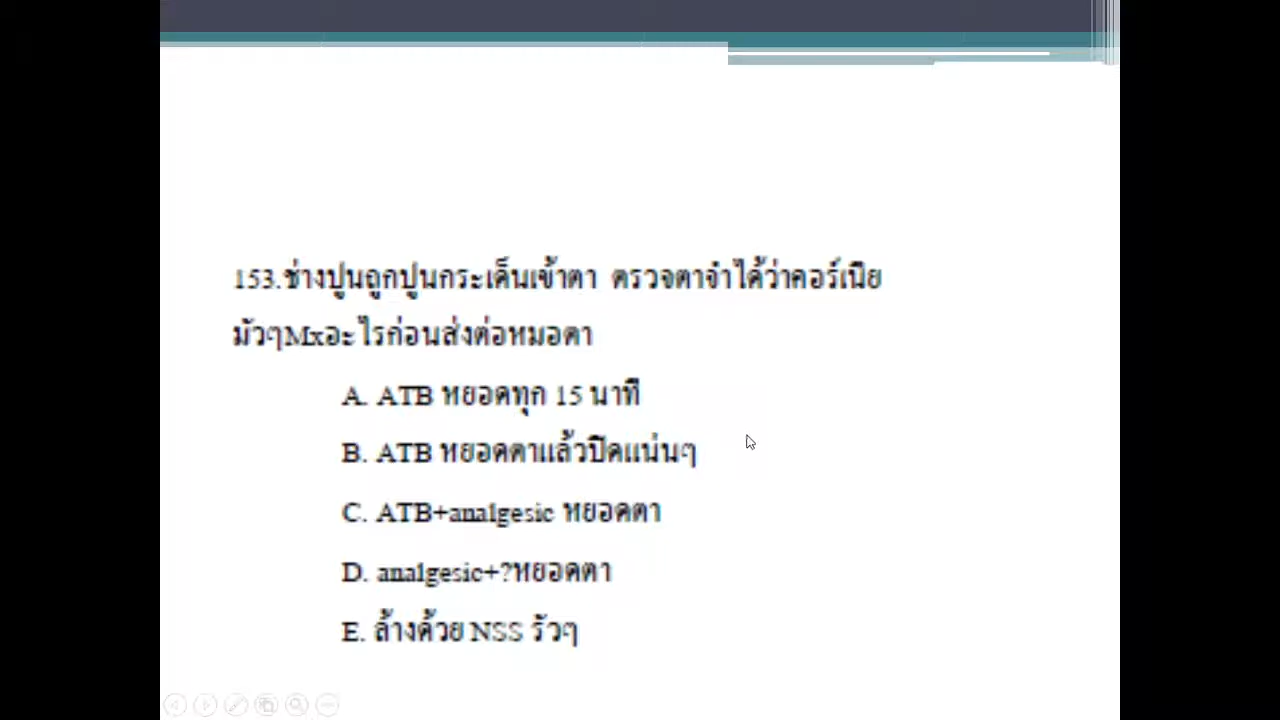 153.ช่างปูนถูกปูนกระเด็นเข้าตา ตรวจตาจำได้ว่าคอร์เนีย
มัวๆMxอะไรก่อนส่งต่อหมอตา
A. ATB หยอดทุก 15 นาที
B. ATB หยอดตาแล้วปิดแน่นๆ
C. ATB+analgesic หยอดตา
D. analgesic+?หยอดตา
E. ล้างด้วย NSS รัวๆ